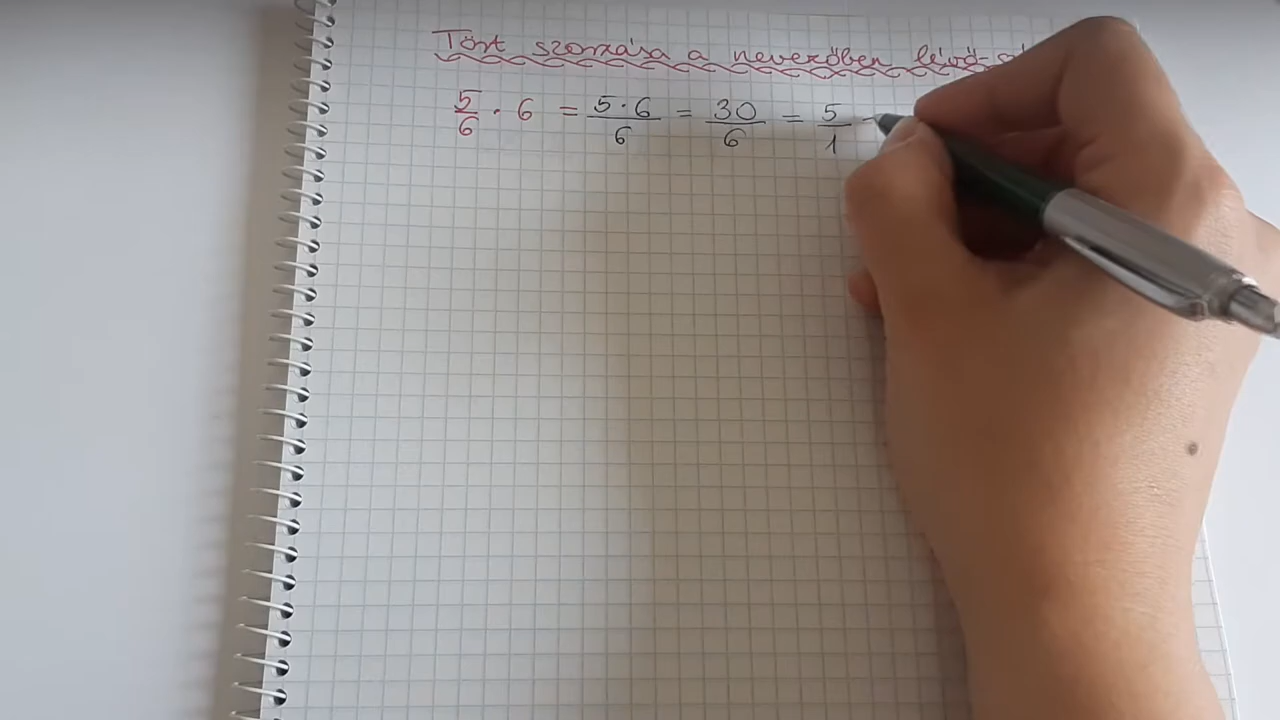 Tört szorzása a nevezőben lévő
5/6 · 6 = 5·6/6 = 30/6 = 5/1